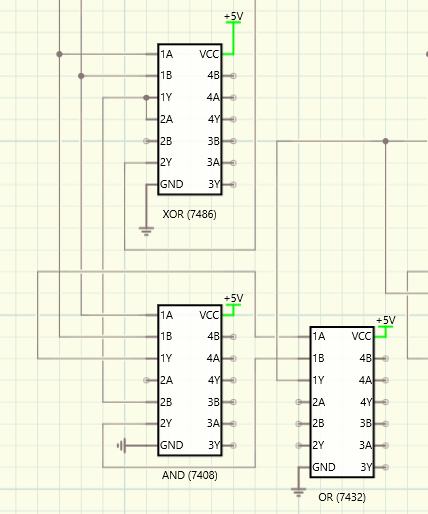 +5V
1A VCC
1B 4B
1Y 4A
2A 4Y
2B 3B
2Y 3A
GND 3Y
XOR (7486)
+5V
1A VCC
1B 4B
1Y 4A
2A 4Y
2B 3B
2Y 3A
GND 3Y
AND (7408)
+5V
1A VCC
1B 4B
1Y 4A
2A 4Y
2B 3B
2Y 3A
GND 3Y
OR (7432)